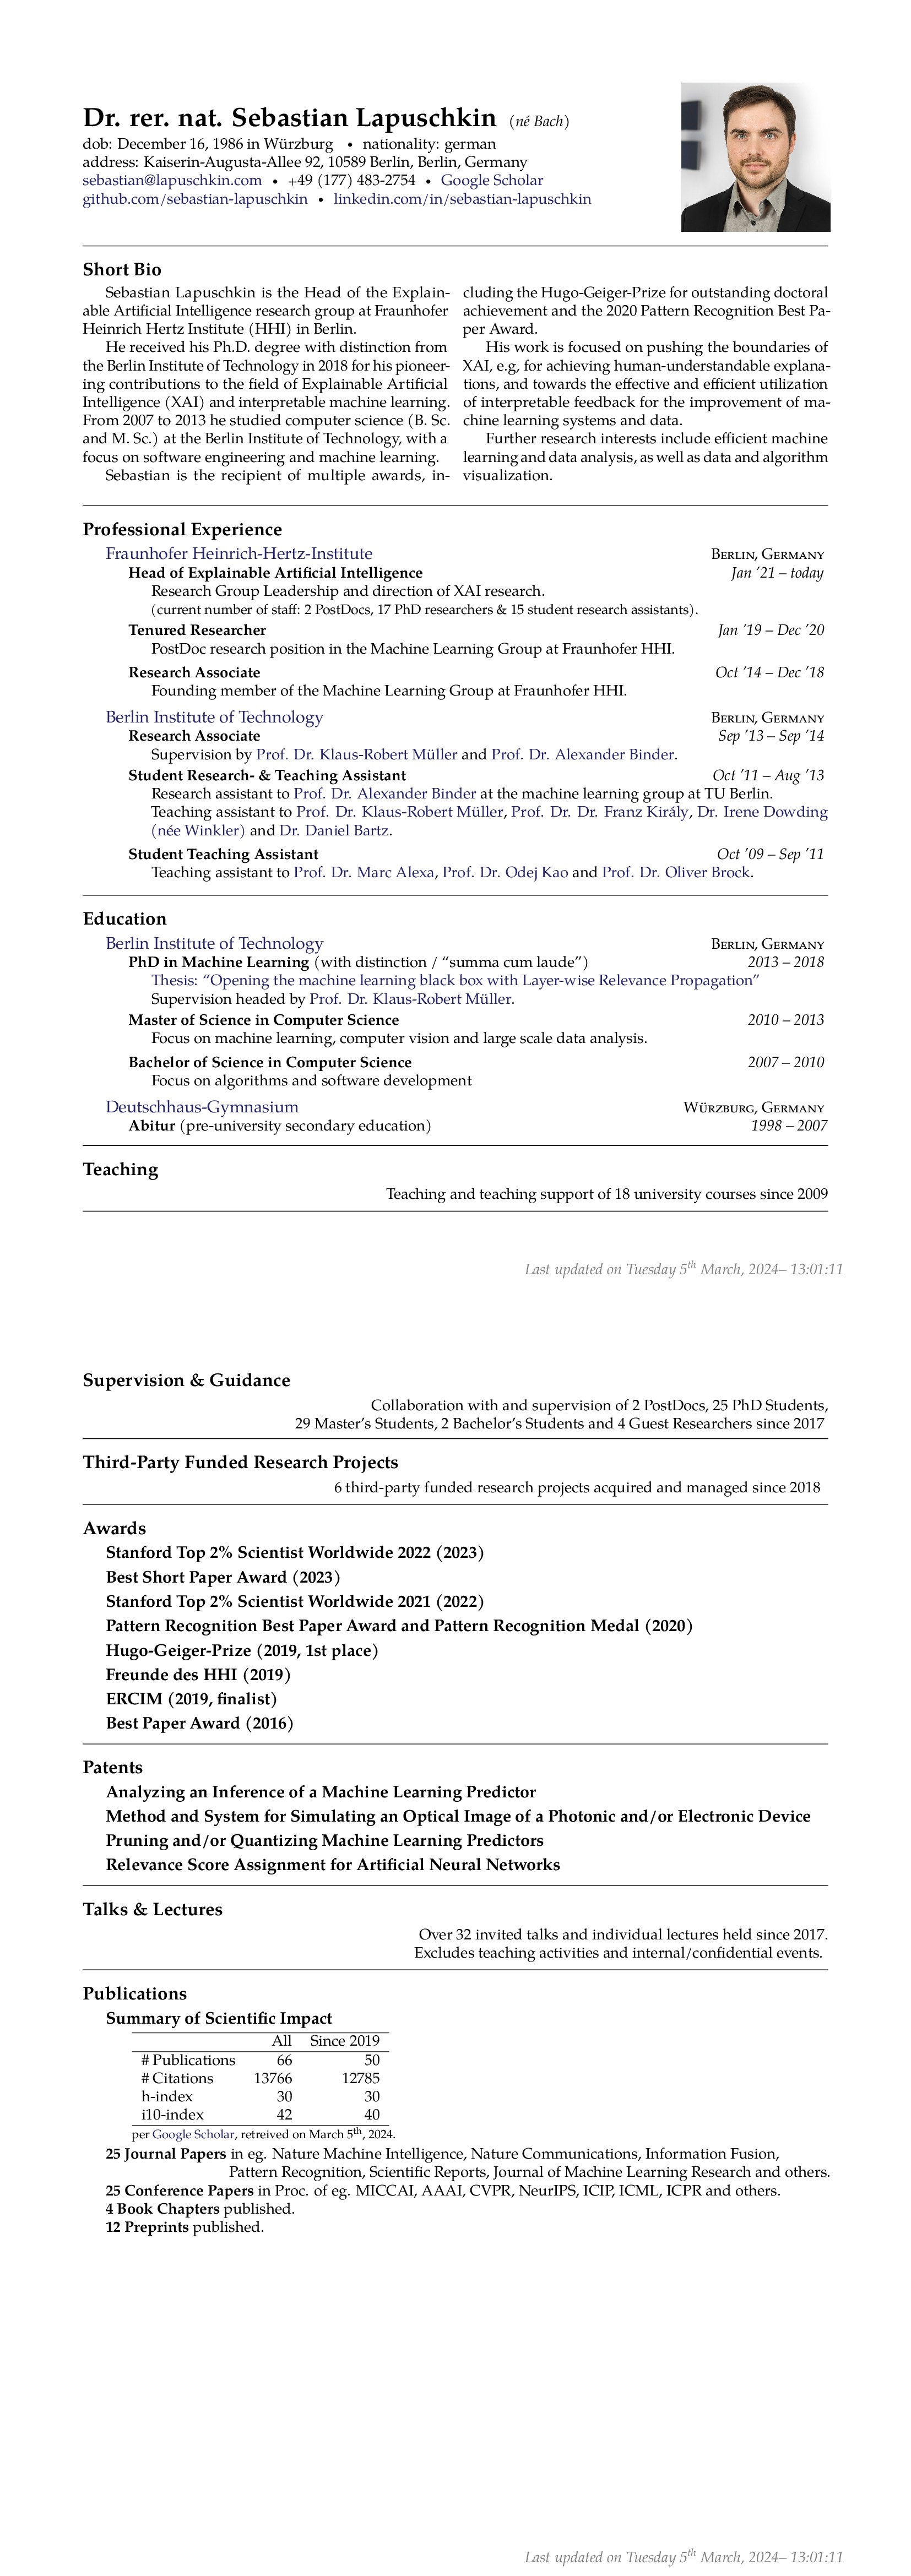 Dr. rer. nat. Sebastian Lapuschkin (né Bach)
dob: December 16, 1986 in Würzburg • nationality: german
address: Kaiserin-Augusta-Allee 92, 10589 Berlin, Berlin, Germany
sebastian@lapuschkin.com • +49 (177) 483-2754 • Google Scholar
github.com/sebastian-lapuschkin • linkedin.com/in/sebastian-lapuschkin
Short Bio
Sebastian Lapuschkin is the Head of the Explain-
able Artificial Intelligence research group at Fraunhofer
Heinrich Hertz Institute (HHI) in Berlin.
He received his Ph.D. degree with distinction from
the Berlin Institute of Technology in 2018 for his pioneer-
ing contributions to the field of Explainable Artificial
Intelligence (XAI) and interpretable machine learning.
From 2007 to 2013 he studied computer science (B. Sc.
and M. Sc.) at the Berlin Institute of Technology, with a
focus on software engineering and machine learning.
Sebastian is the recipient of multiple awards, in-
cluding the Hugo-Geiger-Prize for outstanding doctoral
achievement and the 2020 Pattern Recognition Best Pa-
per Award.
His work is focused on pushing the boundaries of
XAI, e.g, for achieving human-understandable explana-
tions, and towards the effective and efficient utilization
of interpretable feedback for the improvement of ma-
chine learning systems and data.
Further research interests include efficient machine
learning and data analysis, as well as data and algorithm
visualization.
Professional Experience
Fraunhofer Heinrich-Hertz-Institute Berlin, Germany
Head of Explainable Artificial Intelligence Jan ’21 – today
Research Group Leadership and direction of XAI research.
(current number of staff: 2 PostDocs, 17 PhD researchers & 15 student research assistants).
Tenured Researcher Jan ’19 – Dec ’20
PostDoc research position in the Machine Learning Group at Fraunhofer HHI.
Research Associate Oct ’14 – Dec ’18
Founding member of the Machine Learning Group at Fraunhofer HHI.
Berlin Institute of Technology Berlin, Germany
Research Associate Sep ’13 – Sep ’14
Supervision by Prof. Dr. Klaus-Robert Müller and Prof. Dr. Alexander Binder.
Student Research- & Teaching Assistant Oct ’11 – Aug ’13
Research assistant to Prof. Dr. Alexander Binder at the machine learning group at TU Berlin.
Teaching assistant to Prof. Dr. Klaus-Robert Müller, Prof. Dr. Dr. Franz Király, Dr. Irene Dowding
(née Winkler) and Dr. Daniel Bartz.
Student Teaching Assistant Oct ’09 – Sep ’11
Teaching assistant to Prof. Dr. Marc Alexa, Prof. Dr. Odej Kao and Prof. Dr. Oliver Brock.
Education
Berlin Institute of Technology Berlin, Germany
PhD in Machine Learning (with distinction / “summa cum laude”) 2013 – 2018
Thesis: “Opening the machine learning black box with Layer-wise Relevance Propagation”
Supervision headed by Prof. Dr. Klaus-Robert Müller.
Master of Science in Computer Science 2010 – 2013
Focus on machine learning, computer vision and large scale data analysis.
Bachelor of Science in Computer Science 2007 – 2010
Focus on algorithms and software development
Deutschhaus-Gymnasium Würzburg, Germany
Abitur (pre-university secondary education) 1998 – 2007
Teaching
Teaching and teaching support of 18 university courses since 2009
Last updated on Tuesday 5th March, 2024– 13:01:11
Supervision & Guidance
Collaboration with and supervision of 2 PostDocs, 25 PhD Students,
29 Master’s Students, 2 Bachelor’s Students and 4 Guest Researchers since 2017
Third-Party Funded Research Projects
6 third-party funded research projects acquired and managed since 2018
Awards
Stanford Top 2% Scientist Worldwide 2022 (2023)
Best Short Paper Award (2023)
Stanford Top 2% Scientist Worldwide 2021 (2022)
Pattern Recognition Best Paper Award and Pattern Recognition Medal (2020)
Hugo-Geiger-Prize (2019, 1st place)
Freunde des HHI (2019)
ERCIM (2019, finalist)
Best Paper Award (2016)
Patents
Analyzing an Inference of a Machine Learning Predictor
Method and System for Simulating an Optical Image of a Photonic and/or Electronic Device
Pruning and/or Quantizing Machine Learning Predictors
Relevance Score Assignment for Artificial Neural Networks
Talks & Lectures
Over 32 invited talks and individual lectures held since 2017.
Excludes teaching activities and internal/confidential events.
Publications
Summary of Scientific Impact
All Since 2019
# Publications 66 50
# Citations 13766 12785
h-index 30 30
i10-index 42 40
per Google Scholar, retreived on March 5th, 2024.
25 Journal Papers in eg. Nature Machine Intelligence, Nature Communications, Information Fusion,
Pattern Recognition, Scientific Reports, Journal of Machine Learning Research and others.
25 Conference Papers in Proc. of eg. MICCAI, AAAI, CVPR, NeurIPS, ICIP, ICML, ICPR and others.
4 Book Chapters published.
12 Preprints published.
Last updated on Tuesday 5th March, 2024– 13:01:11